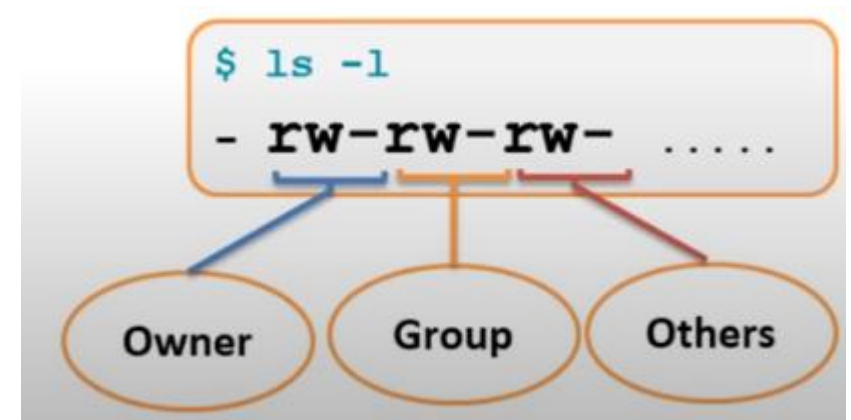 $ ls -l
- rw-rw-rw- .....
Owner Group Others